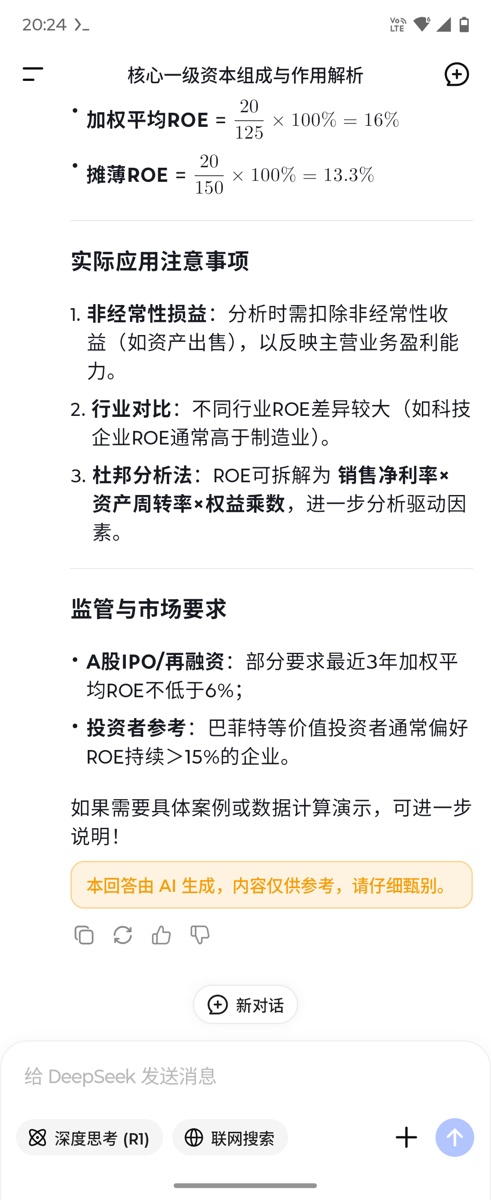 20:24
Vo))
LTE
核心一级资本组成与作用解析
• 加权平均ROE = 20/125 × 100% = 16%
• 摊薄ROE = 20/150 × 100% = 13.3%
实际应用注意事项
1. 非经常性损益：分析时需扣除非经常性收
益（如资产出售），以反映主营业务盈利能
力。
2. 行业对比：不同行业ROE差异较大（如科技
企业ROE通常高于制造业）。
3. 杜邦分析法：ROE可拆解为 销售净利率×
资产周转率×权益乘数，进一步分析驱动因
素。
监管与市场要求
• A股IPO/再融资：部分要求最近3年加权平
均ROE不低于6%；
• 投资者参考：巴菲特等价值投资者通常偏好
ROE持续＞15%的企业。
如果需要具体案例或数据计算演示，可进一步
说明！
本回答由 AI 生成，内容仅供参考，请仔细甄别。
新对话
给 DeepSeek 发送消息
深度思考 (R1)
联网搜索